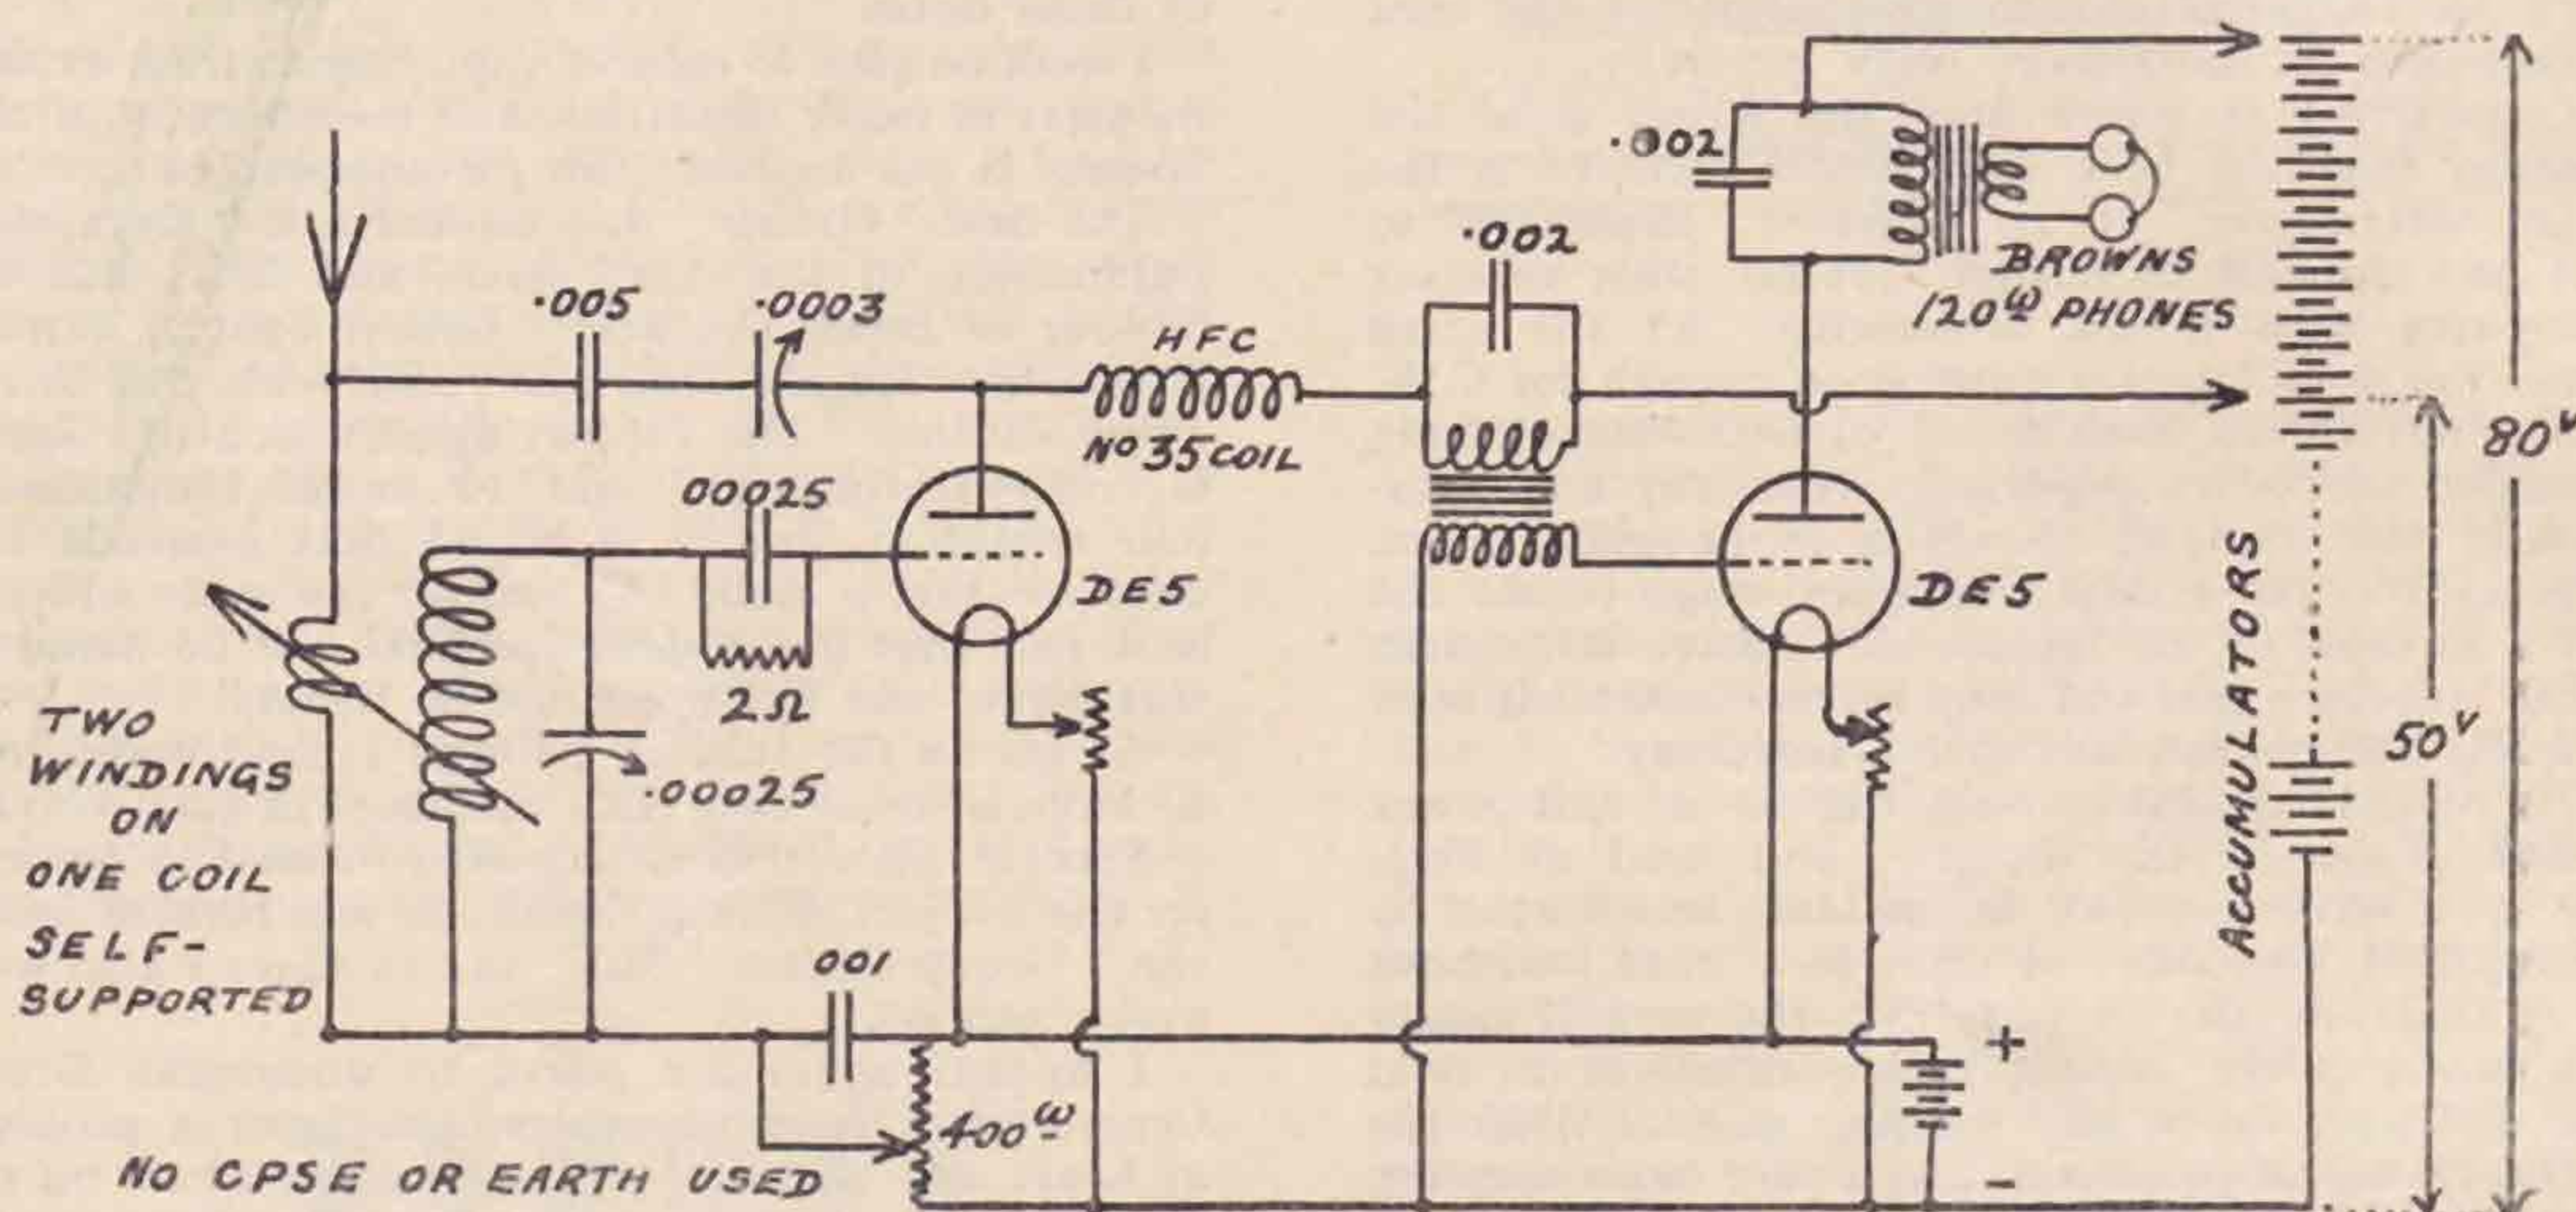 .002
BROWNS
120ω PHONES
.002
.005
.0003
HFC
No 35 COIL
80V
00025
DE5
DE5
2Ω
ACCUMULATORS
50V
.00025
TWO
WINDINGS
ON
ONE COIL
SELF-
SUPPORTED
001
+
400ω
-
NO CPSE OR EARTH USED